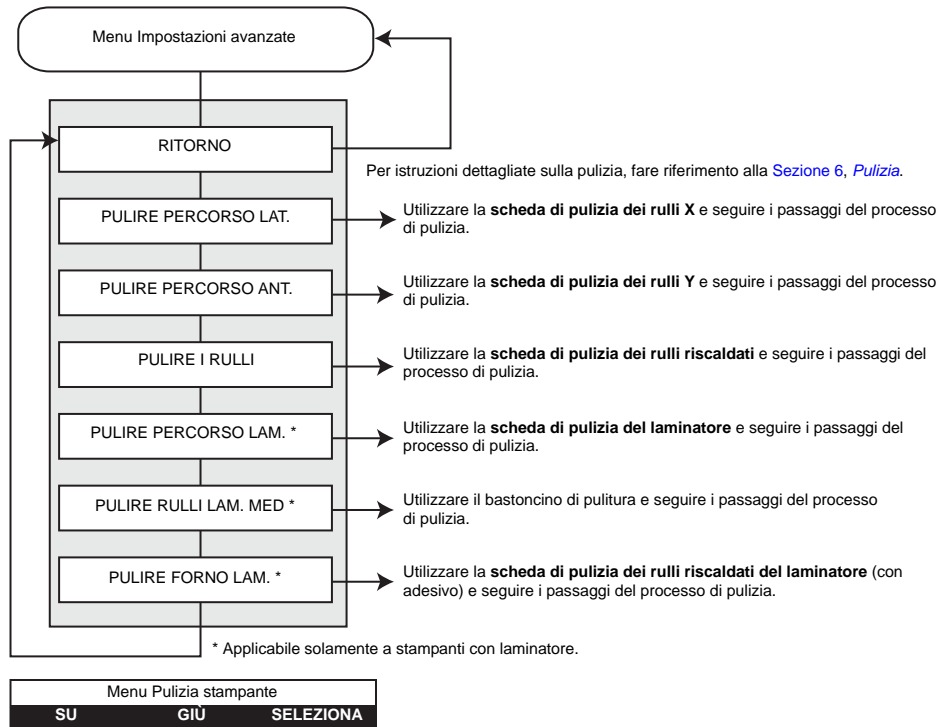 Menu Impostazioni avanzate
RITORNO
Per istruzioni dettagliate sulla pulizia, fare riferimento alla Sezione 6, Pulizia.
PULIRE PERCORSO LAT.
Utilizzare la scheda di pulizia dei rulli X e seguire i passaggi del processo
di pulizia.
PULIRE PERCORSO ANT.
Utilizzare la scheda di pulizia dei rulli Y e seguire i passaggi del processo
di pulizia.
PULIRE I RULLI
Utilizzare la scheda di pulizia dei rulli riscaldati e seguire i passaggi del
processo di pulizia.
PULIRE PERCORSO LAM. *
Utilizzare la scheda di pulizia del laminatore e seguire i passaggi del
processo di pulizia.
PULIRE RULLI LAM. MED *
Utilizzare il bastoncino di pulitura e seguire i passaggi del processo
di pulizia.
PULIRE FORNO LAM. *
Utilizzare la scheda di pulizia dei rulli riscaldati del laminatore (con
adesivo) e seguire i passaggi del processo di pulizia.
* Applicabile solamente a stampanti con laminatore.
Menu Pulizia stampante
SU GIÙ SELEZIONA